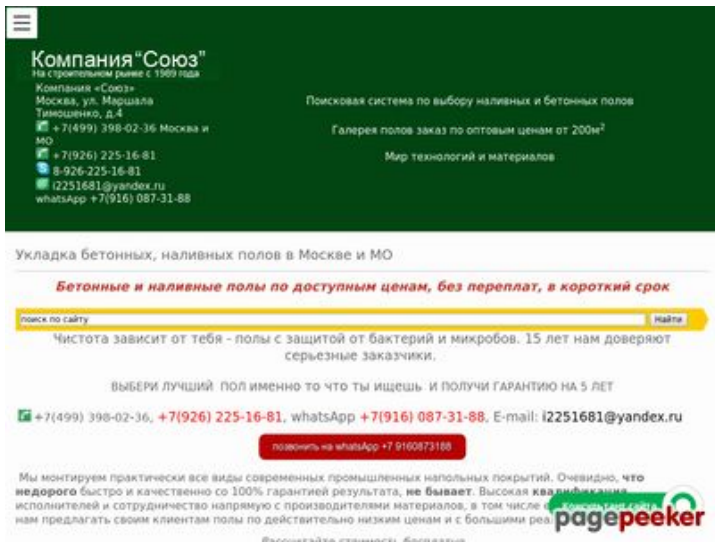 Компания“Союз”
На строительном рынке с 1989 года
Компания «Союз»
Москва, ул. Маршала
Тимошенко, д.4
+7(499) 398-02-36 Москва и
МО
+7(926) 225-16-81
8-926-225-16-81
i2251681@yandex.ru
whatsApp +7(916) 087-31-88
Поисковая система по выбору наливных и бетонных полов
Галерея полов заказ по оптовым ценам от 200м²
Мир технологий и материалов
Укладка бетонных, наливных полов в Москве и МО
Бетонные и наливные полы по доступным ценам, без переплат, в короткий срок
поиск по сайту
Найти
Чистота зависит от тебя - полы с защитой от бактерий и микробов. 15 лет нам доверяют
серьезные заказчики.
ВЫБЕРИ ЛУЧШИЙ ПОЛ ИМЕННО ТО ЧТО ТЫ ИЩЕШЬ И ПОЛУЧИ ГАРАНТИЮ НА 5 ЛЕТ
+7(499) 398-02-36, +7(926) 225-16-81, whatsApp +7(916) 087-31-88, E-mail: i2251681@yandex.ru
позвонить на whatsApp +7 9160873188
Мы монтируем практически все виды современных промышленных напольных покрытий. Очевидно, что
недорого быстро и качественно со 100% гарантией результата, не бывает. Высокая квалификация
исполнителей и сотрудничество напрямую с производителями материалов, в том числе
Консультант сайта
нам предлагать своим клиентам полы по действительно низким ценам и с большими
pagepeeker
Рассчитайте стоимость бесплатно